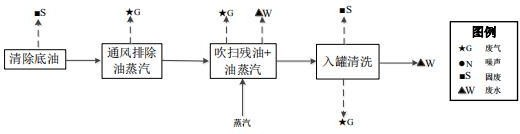 ■S
★G
★G
▲W
■S
清除底油
通风排除
油蒸汽
吹扫残油+
油蒸汽
入罐清洗
▲W
蒸汽
★G
图例
★G 废气
●N 噪声
■S 固废
▲W 废水